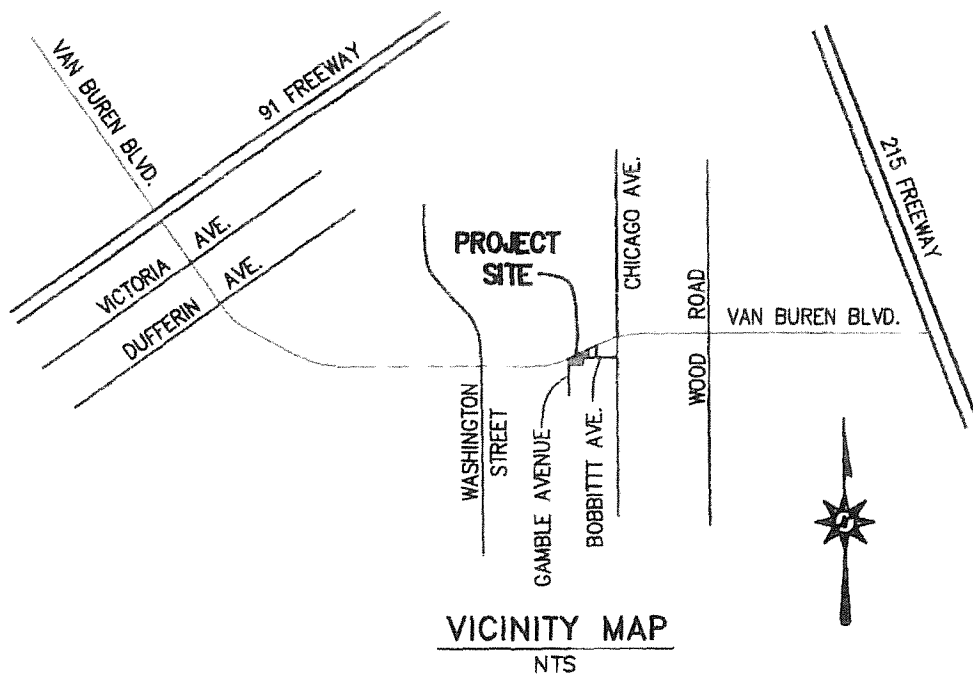 VAN BUREN BLVD.
91 FREEWAY
VICTORIA AVE.
DUFFERIN AVE.
PROJECT
SITE
CHICAGO AVE.
WOOD ROAD
215 FREEWAY
VAN BUREN BLVD.
WASHINGTON
STREET
GAMBLE AVENUE
BOBBITTT AVE.
VICINITY MAP
NTS